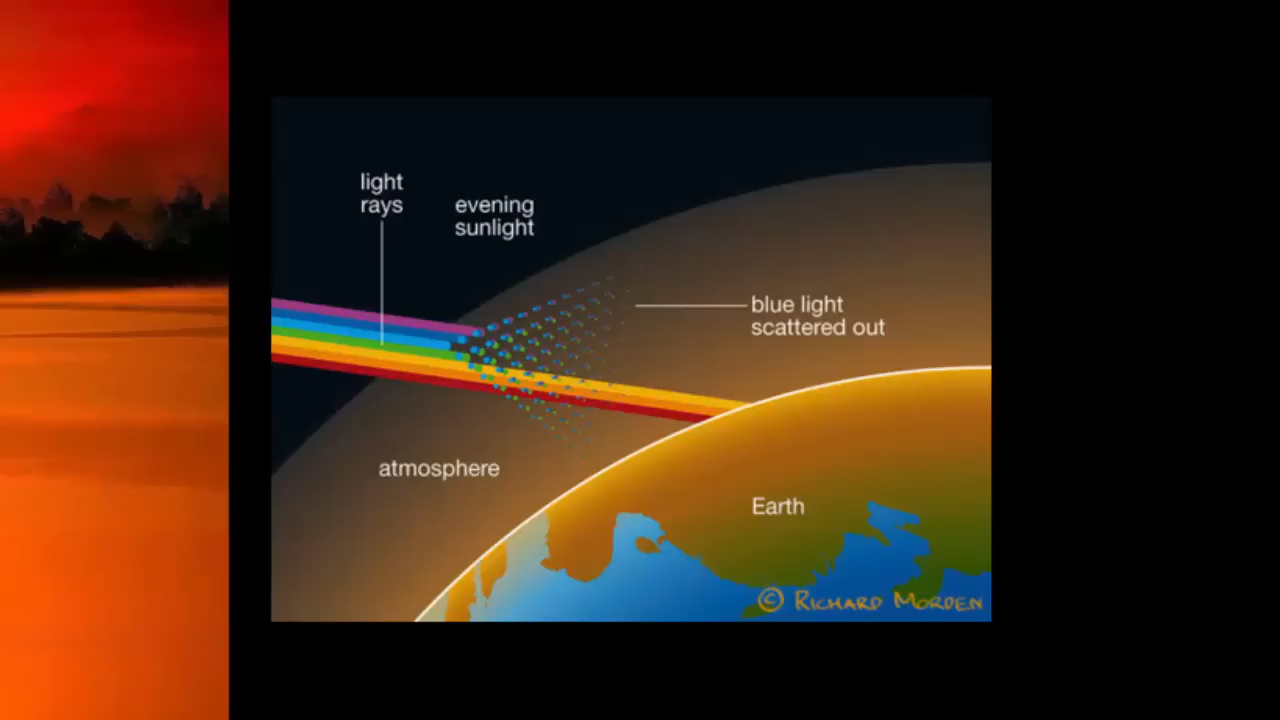 light
rays
evening
sunlight
blue light
scattered out
atmosphere
Earth
© RICHARD MORDEN